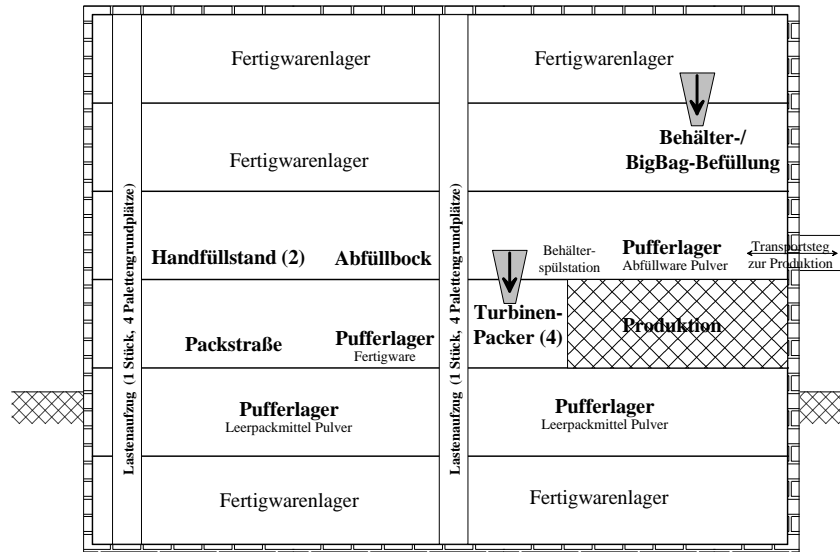 Fertigwarenlager
Fertigwarenlager
Behälter-/
BigBag-Befüllung
Fertigwarenlager
Lastenaufzug (1 Stück, 4 Palettengrundplätze)
Lastenaufzug (1 Stück, 4 Palettengrundplätze)
Handfüllstand (2)
Abfüllbock
Behälter-
spülstation
Pufferlager
Abfüllware Pulver
Transportsteg
zur Produktion
Packstraße
Pufferlager
Fertigware
Turbinen-
Packer (4)
Produktion
Pufferlager
Leerpackmittel Pulver
Pufferlager
Leerpackmittel Pulver
Fertigwarenlager
Fertigwarenlager